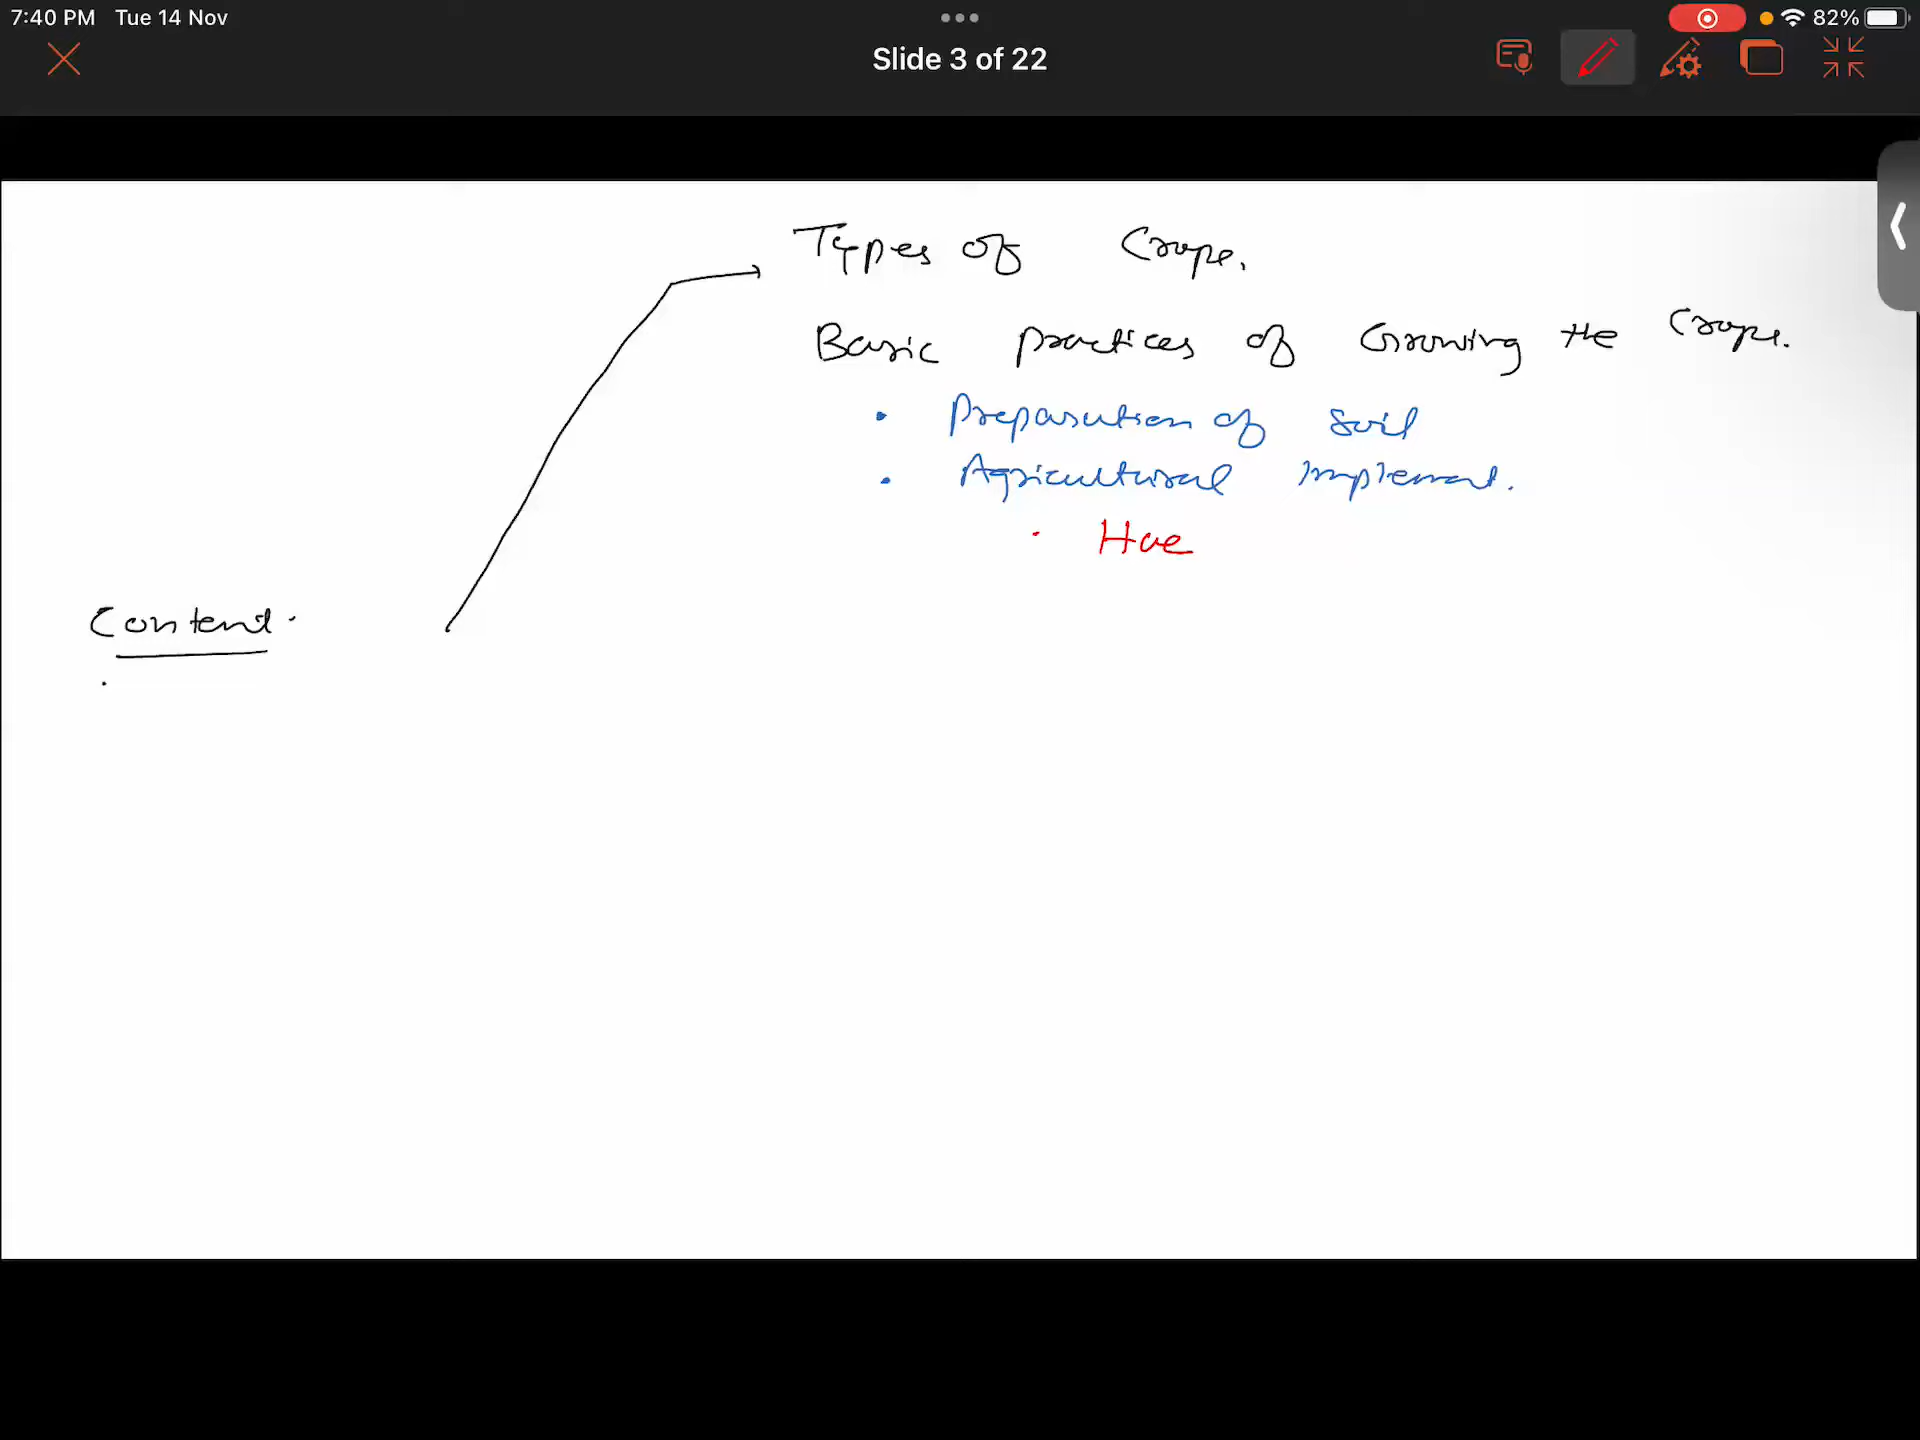 7:40 PM Tue 14 Nov
82%
Slide 3 of 22
Types of Crops.
Basic practices of Growing the Crops.
• Preparation of Soil
• Agricultural Implement.
• Hoe
Content